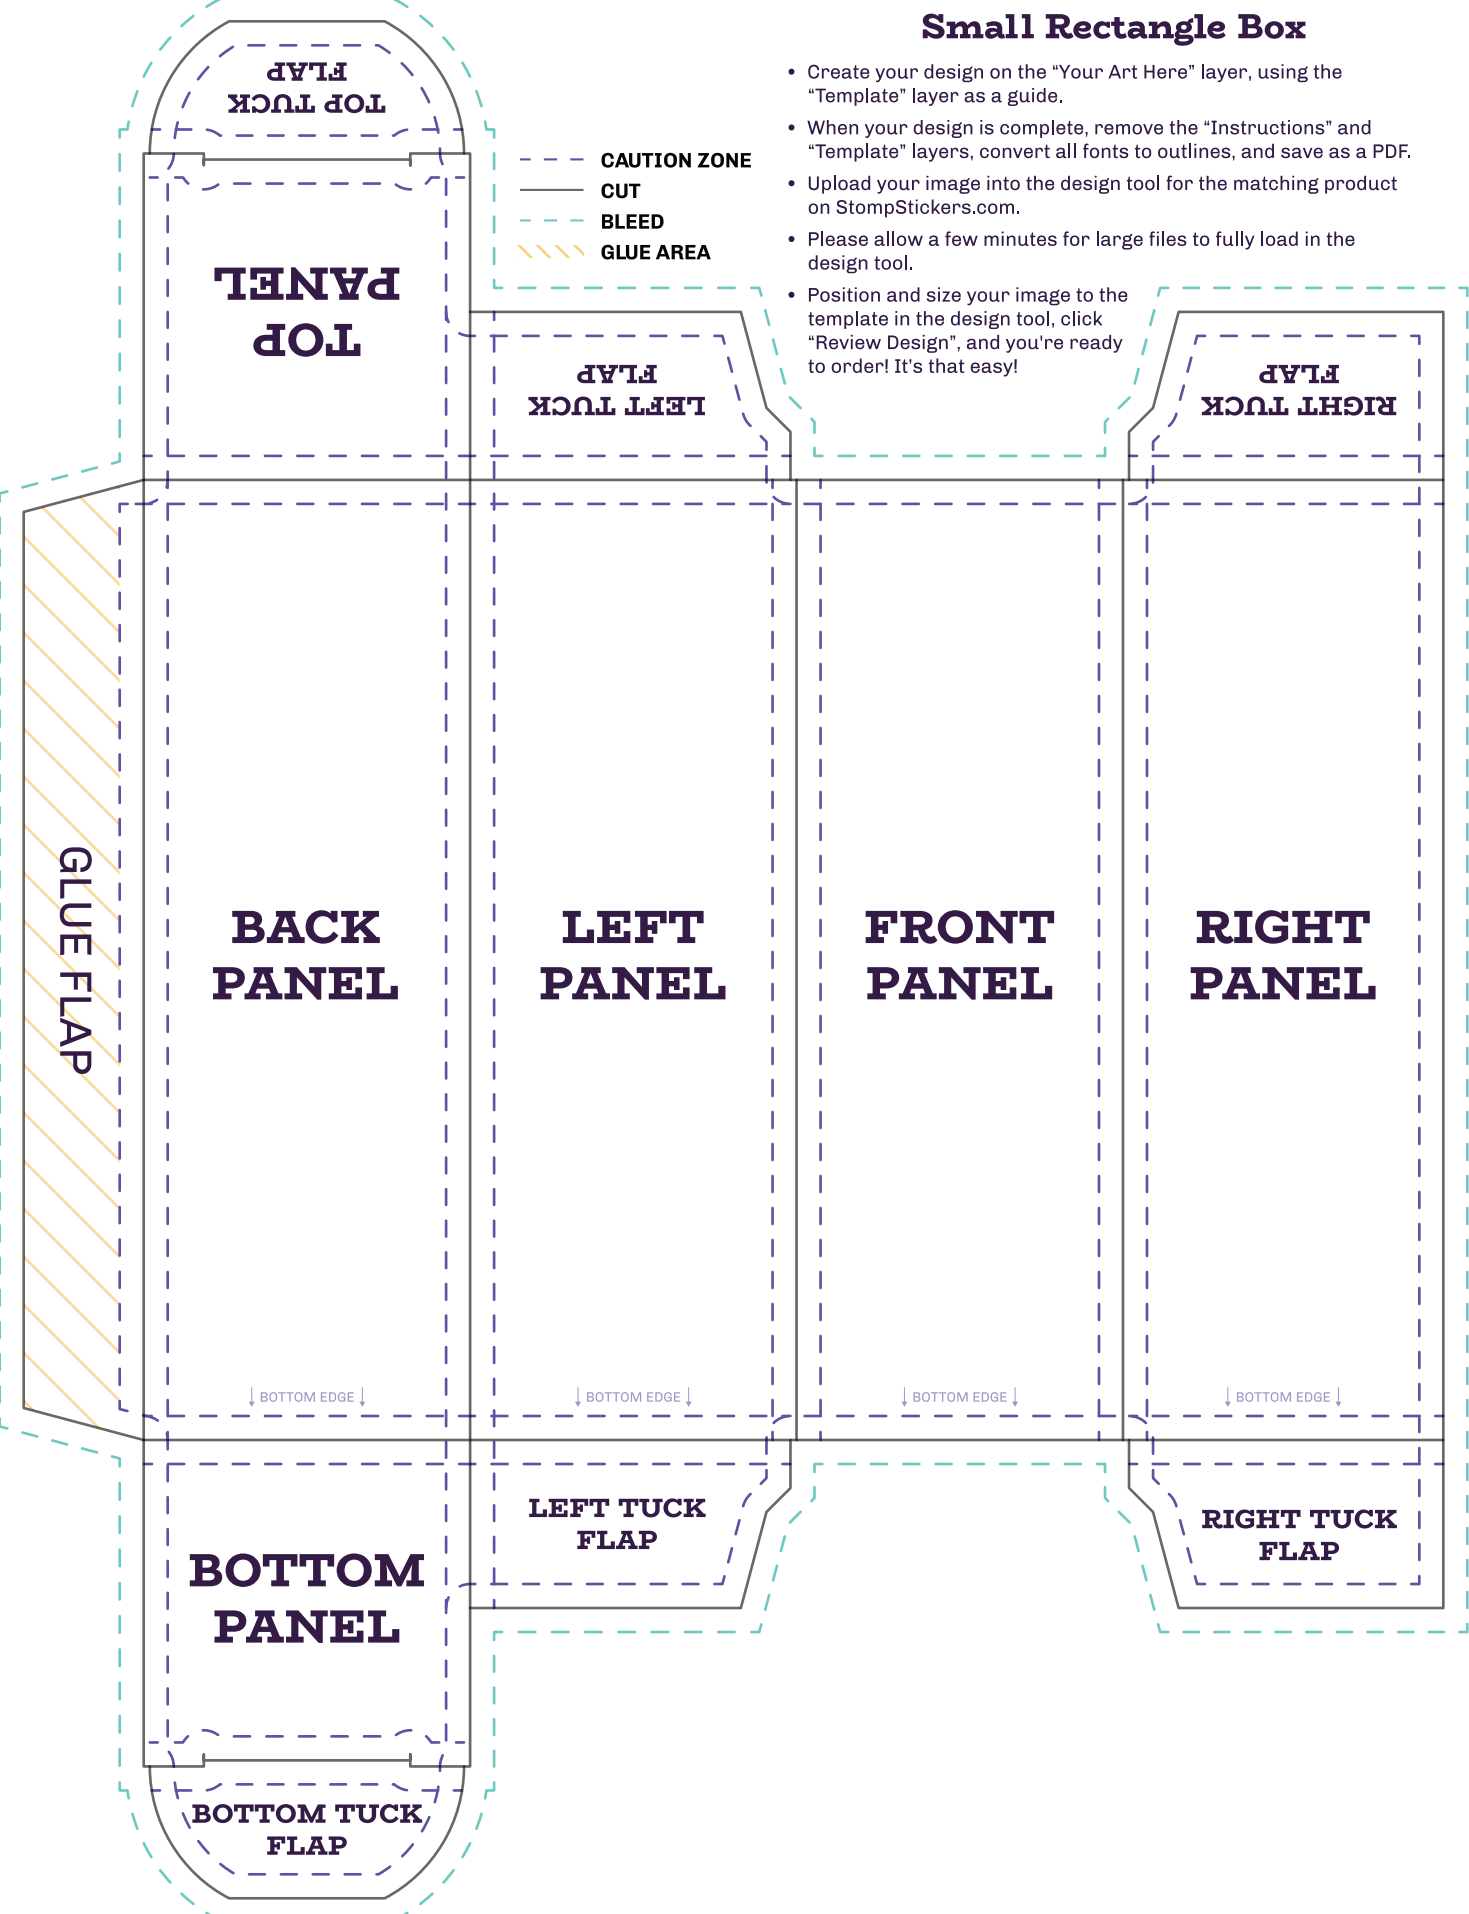 Small Rectangle Box
• Create your design on the “Your Art Here” layer, using the
“Template” layer as a guide.
• When your design is complete, remove the “Instructions” and
“Template” layers, convert all fonts to outlines, and save as a PDF.
• Upload your image into the design tool for the matching product
on StompStickers.com.
• Please allow a few minutes for large files to fully load in the
design tool.
• Position and size your image to the
template in the design tool, click
“Review Design”, and you're ready
to order! It’s that easy!
CAUTION ZONE
CUT
BLEED
GLUE AREA
TOP TUCK
FLAP
TOP
PANEL
LEFT TUCK
FLAP
RIGHT TUCK
FLAP
GLUE FLAP
BACK
PANEL
LEFT
PANEL
FRONT
PANEL
RIGHT
PANEL
BOTTOM EDGE
BOTTOM EDGE
BOTTOM EDGE
BOTTOM EDGE
LEFT TUCK
FLAP
RIGHT TUCK
FLAP
BOTTOM
PANEL
BOTTOM TUCK
FLAP